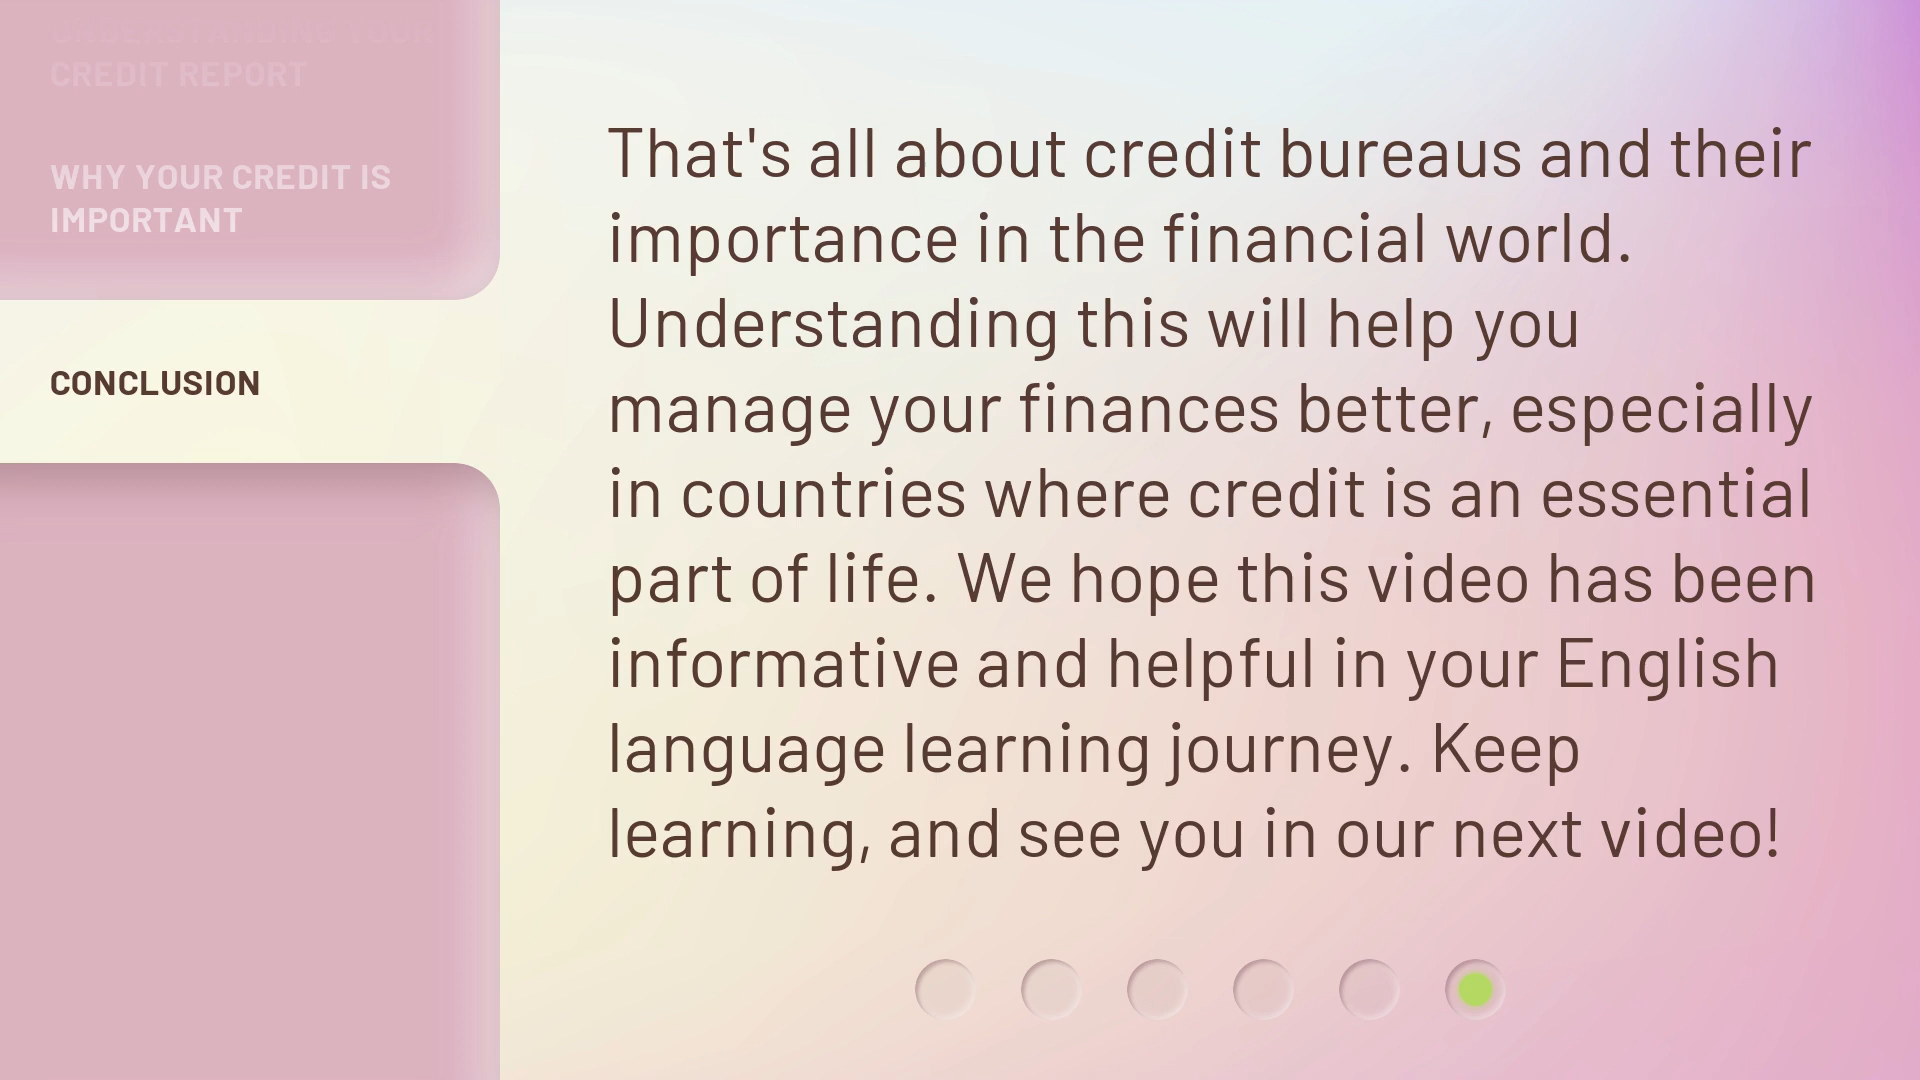 UNDERSTANDING YOUR
CREDIT REPORT
WHY YOUR CREDIT IS
IMPORTANT
CONCLUSION
That's all about credit bureaus and their
importance in the financial world.
Understanding this will help you
manage your finances better, especially
in countries where credit is an essential
part of life. We hope this video has been
informative and helpful in your English
language learning journey. Keep
learning, and see you in our next video!